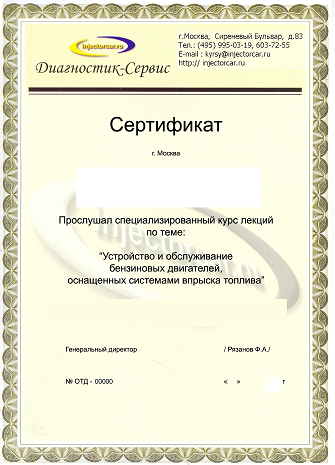 injectorcar.ru
Диагностик-Сервис
г.Москва, Сиреневый Бульвар, д.83
Тел.: (495) 995-03-19, 603-72-55
E-mail : kyrsy@injectorcar.ru
http:// injectorcar.ru
Сертификат
г. Москва
Прослушал специализированный курс лекций
по теме:
“Устройство и обслуживание
бензиновых двигателей,
оснащенных системами впрыска топлива”
injectorcar.ru
Генеральный директор / Рязанов Ф.А./
№ ОТД - 00000 « » г